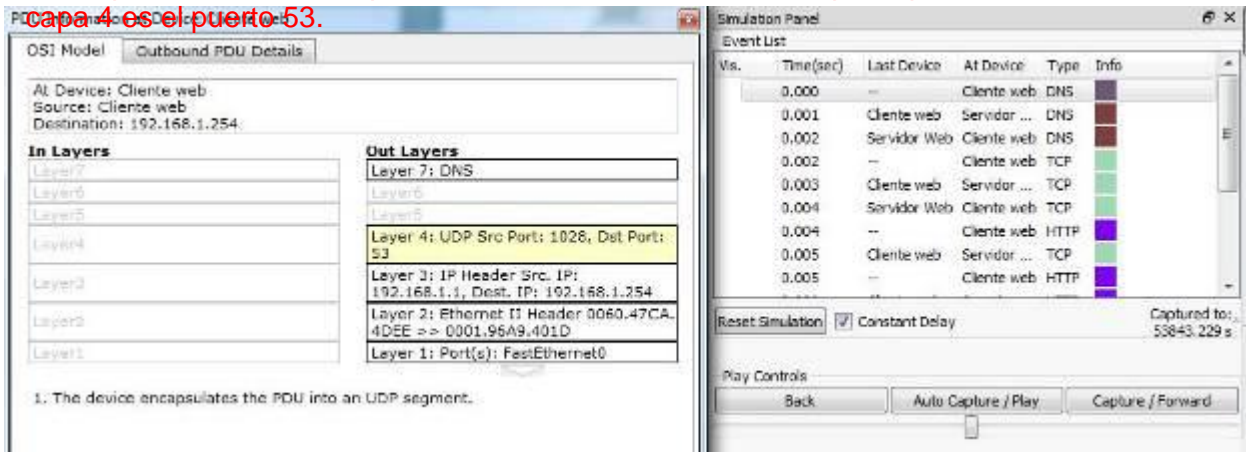 capa 4 es el puerto 53.
PDU Information at Device: Cliente web
OSI Model Outbound PDU Details
At Device: Cliente web
Source: Cliente web
Destination: 192.168.1.254
In Layers
Layer7
Layer6
Layer5
Layer4
Layer3
Layer2
Layer1
Out Layers
Layer 7: DNS
Layer6
Layer5
Layer 4: UDP Src Port: 1028, Dst Port:
53
Layer 3: IP Header Src. IP:
192.168.1.1, Dest. IP: 192.168.1.254
Layer 2: Ethernet II Header 0060.47CA.
4DEE >> 0001.96A9.401D
Layer 1: Port(s): FastEthernet0
1. The device encapsulates the PDU into an UDP segment.
Simulation Panel
Event List
Vis. Time(sec) Last Device At Device Type Info
0.000 -- Cliente web DNS
0.001 Cliente web Servidor ... DNS
0.002 Servidor Web Cliente web DNS
0.002 -- Cliente web TCP
0.003 Cliente web Servidor ... TCP
0.004 Servidor Web Cliente web TCP
0.004 -- Cliente web HTTP
0.005 Cliente web Servidor ... TCP
0.005 -- Cliente web HTTP
Reset Simulation Constant Delay Captured to:
53843.229 s
Play Controls
Back Auto Capture / Play Capture / Forward